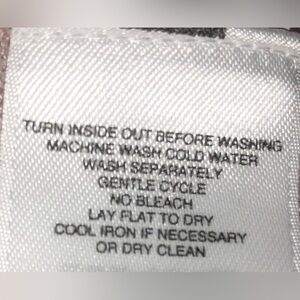 TURN INSIDE OUT BEFORE WASHING
MACHINE WASH COLD WATER
WASH SEPARATELY
GENTLE CYCLE
NO BLEACH
LAY FLAT TO DRY
COOL IRON IF NECESSARY
OR DRY CLEAN